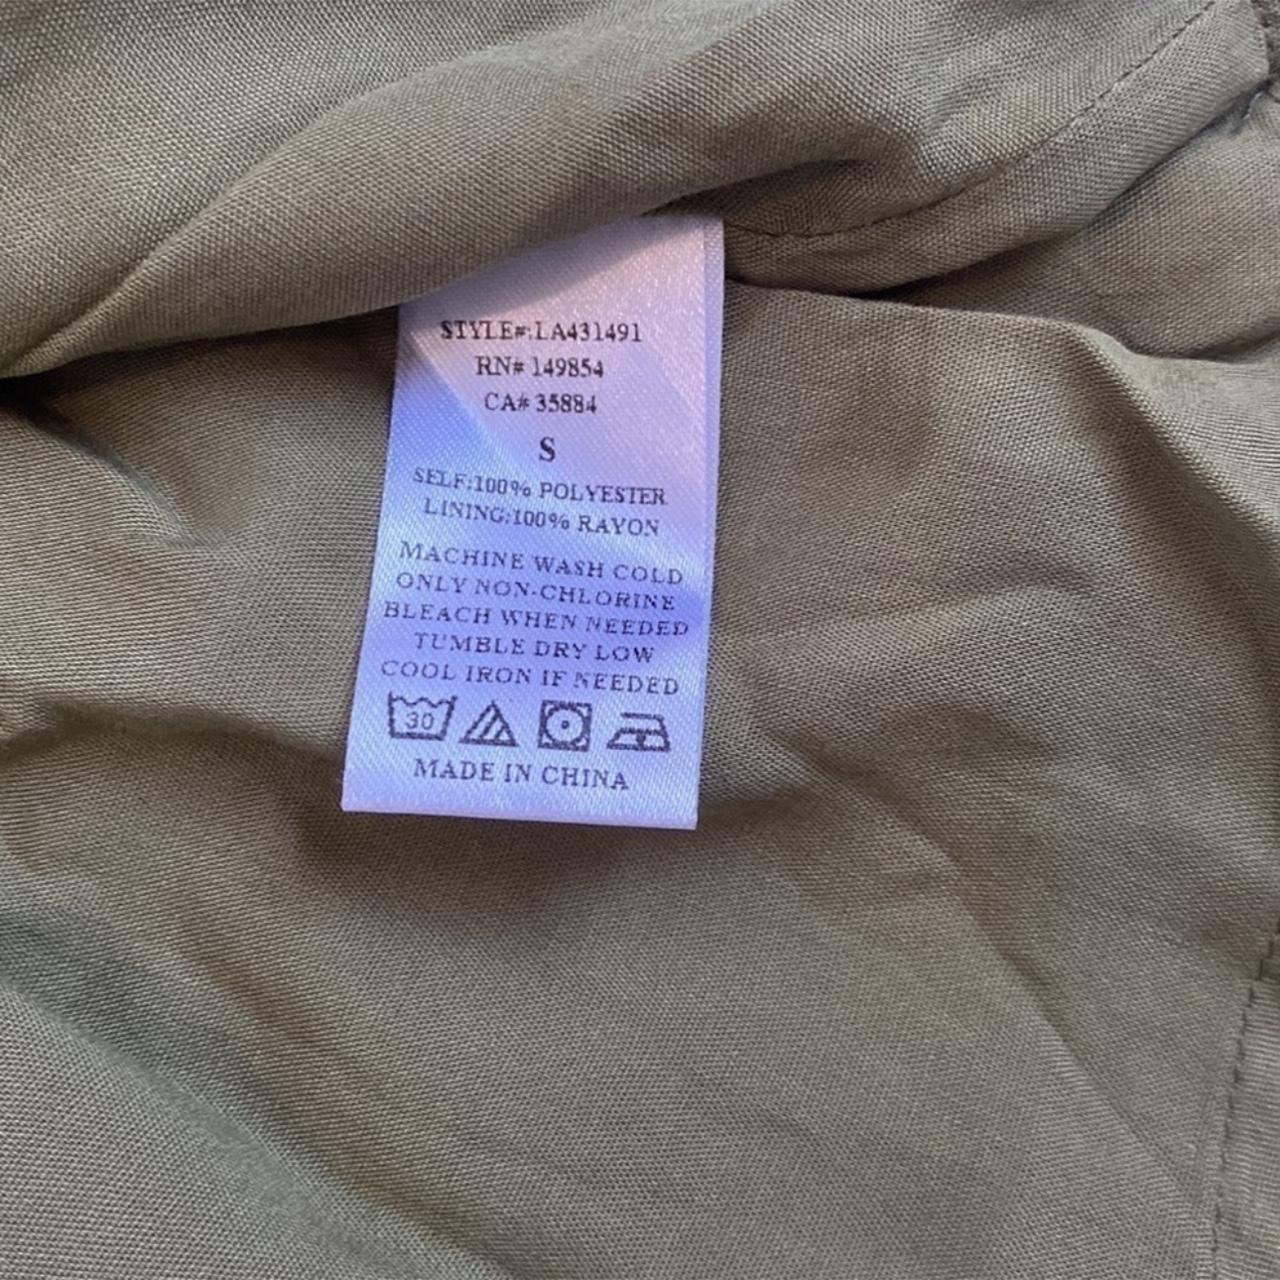 STYLE#:LA431491
RN# 149854
CA# 35884
S
SELF:100% POLYESTER
LINING:100% RAYON
MACHINE WASH COLD
ONLY NON-CHLORINE
BLEACH WHEN NEEDED
TUMBLE DRY LOW
COOL IRON IF NEEDED
30
MADE IN CHINA